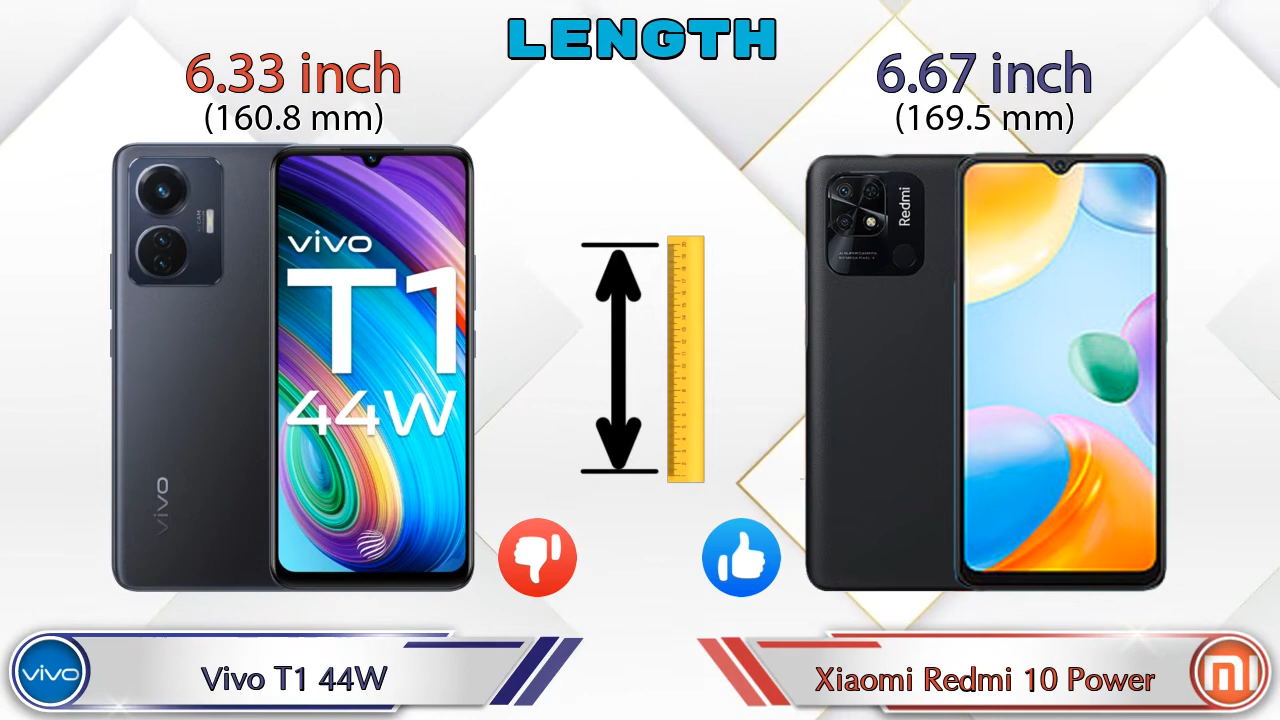 LENGTH
6.33 inch
(160.8 mm)
6.67 inch
(169.5 mm)
vivo
T1
44W
vivo
Redmi
vivo
Vivo T1 44W
Xiaomi Redmi 10 Power
mi